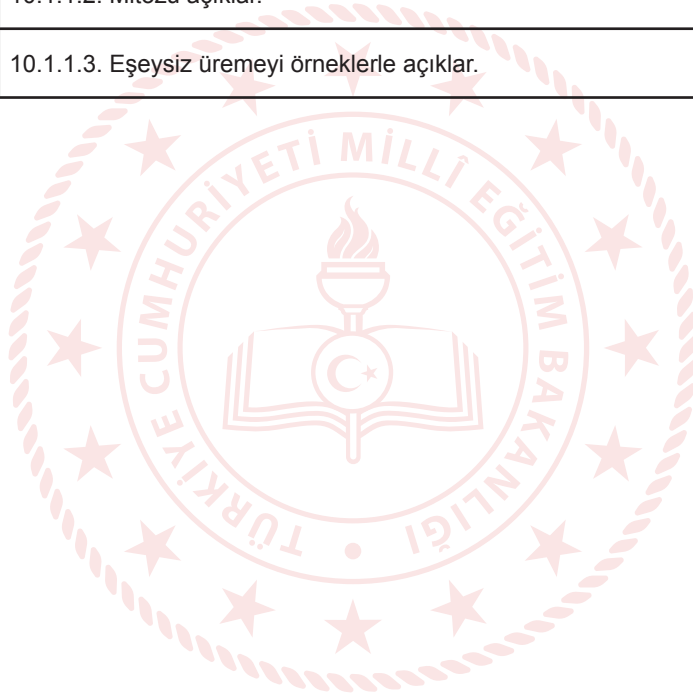 10.1.1.2. Mitozu açıklar.
10.1.1.3. Eşeysiz üremeyi örneklerle açıklar.
TÜRKİYE CUMHURİYETİ MİLLÎ EĞİTİM BAKANLIĞI